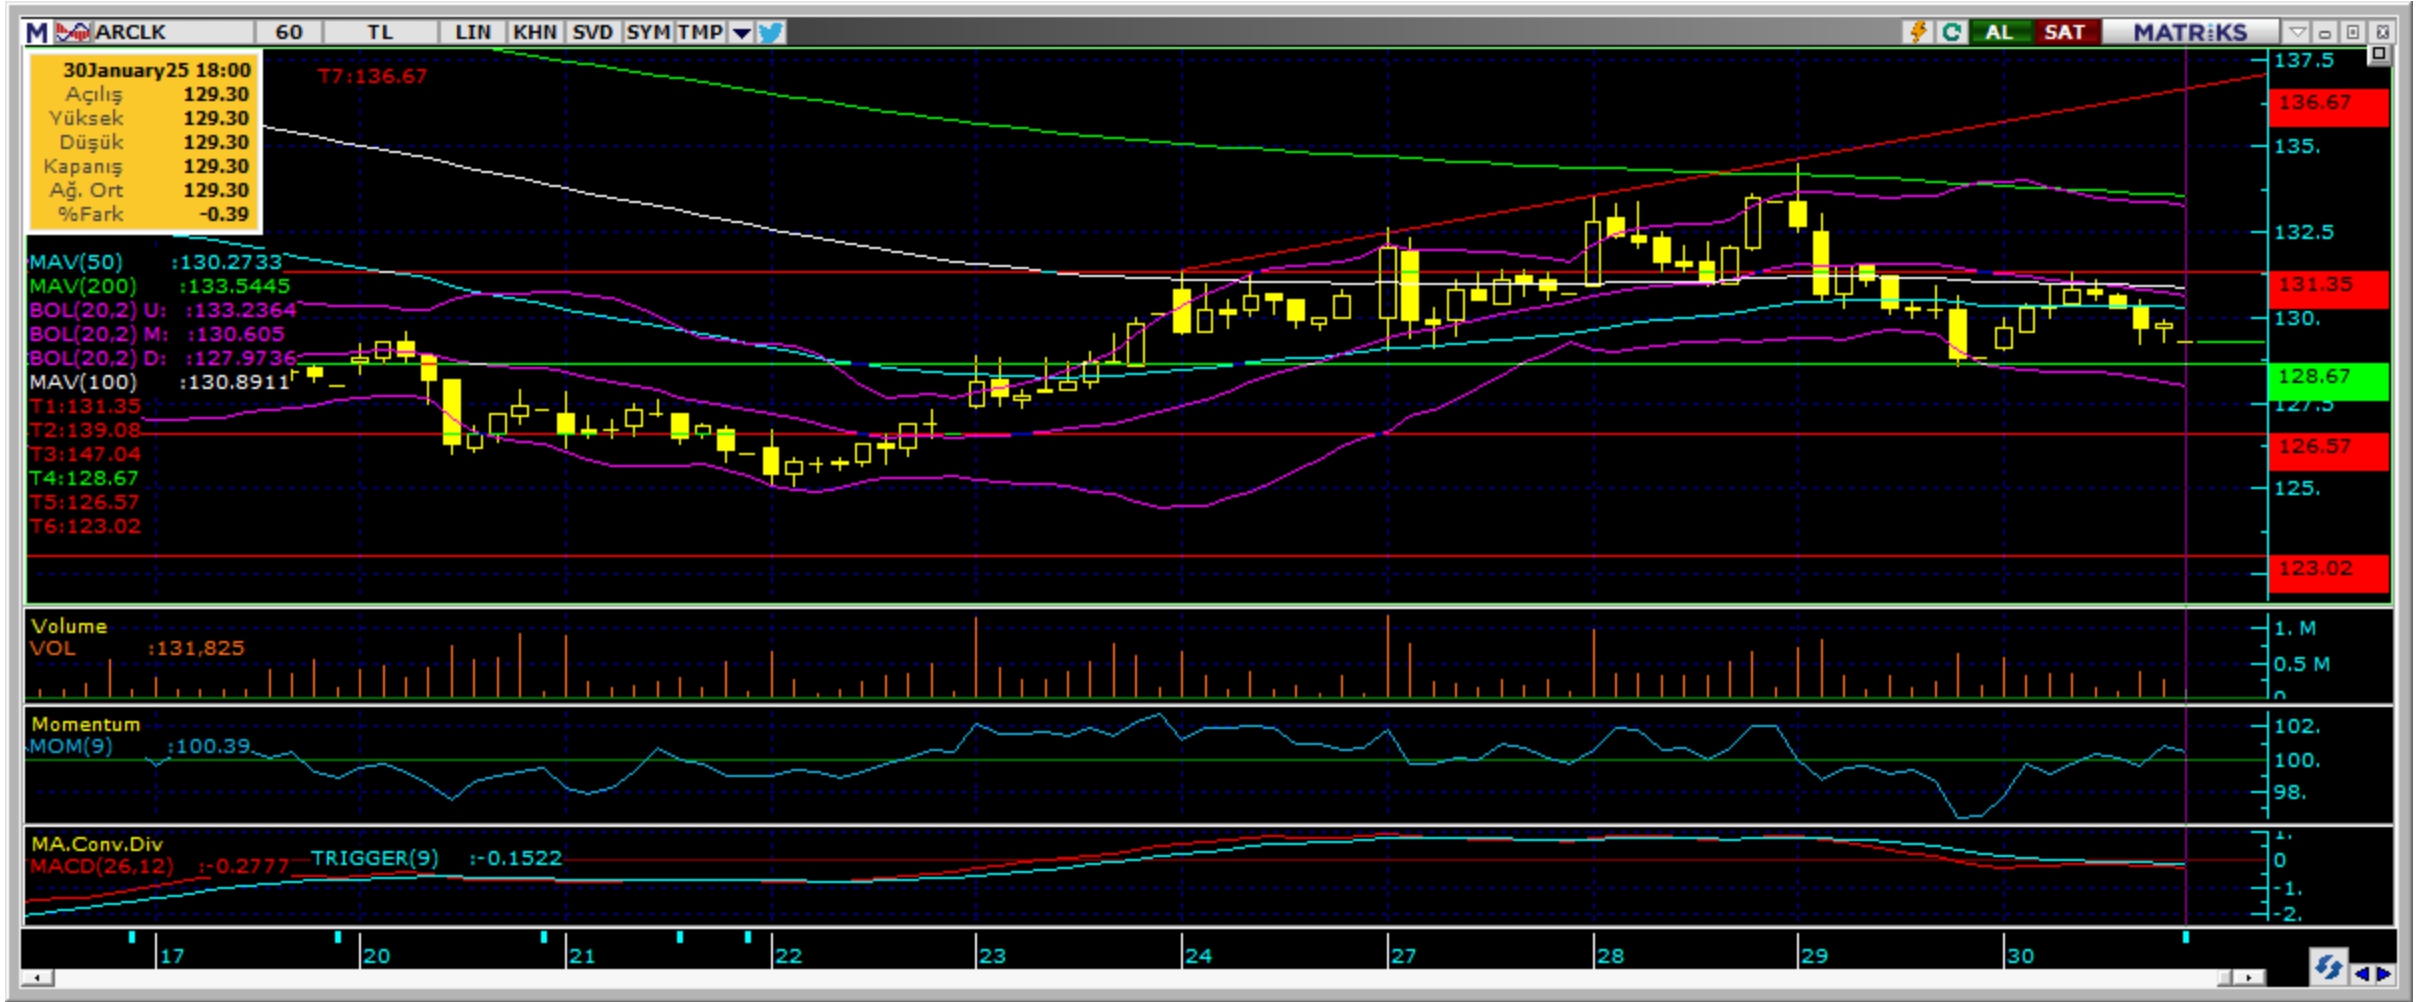 M ARCLK 60 TL LIN KHN SVD SYM TMP AL SAT MATRiKS
30January25 18:00
Açılış 129.30
Yüksek 129.30
Düşük 129.30
Kapanış 129.30
Ağ. Ort 129.30
%Fark -0.39
T7:136.67
MAV(50) :130.2733
MAV(200) :133.5445
BOL(20,2) U: :133.2364
BOL(20,2) M: :130.605
BOL(20,2) D: :127.9736
MAV(100) :130.8911
T1:131.35
T2:139.08
T3:147.04
T4:128.67
T5:126.57
T6:123.02
137.5
136.67
135.
132.5
131.35
130.
128.67
127.5
126.57
125.
123.02
Volume
VOL :131,825
1. M
0.5 M
0
Momentum
MOM(9) :100.39
102.
100.
98.
MA.Conv.Div
MACD(26,12) :-0.2777 TRIGGER(9) :-0.1522
1.
0
-1.
-2.
17 20 21 22 23 24 27 28 29 30